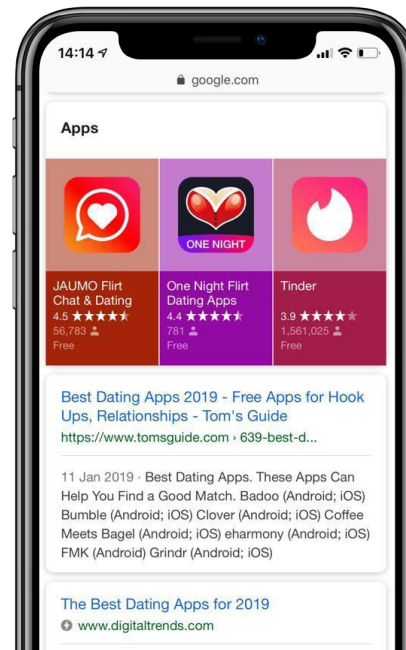 14:14
google.com
Apps
ONE NIGHT
JAUMO Flirt
Chat & Dating
4.5 ★★★★★
56,783
Free
One Night Flirt
Dating Apps
4.4 ★★★★★
781
Free
Tinder
3.9 ★★★★★
1,561,025
Free
Best Dating Apps 2019 - Free Apps for Hook
Ups, Relationships - Tom's Guide
https://www.tomsguide.com › 639-best-d...
11 Jan 2019 · Best Dating Apps. These Apps Can
Help You Find a Good Match. Badoo (Android; iOS)
Bumble (Android; iOS) Clover (Android; iOS) Coffee
Meets Bagel (Android; iOS) eharmony (Android; iOS)
FMK (Android) Grindr (Android; iOS)
The Best Dating Apps for 2019
www.digitaltrends.com